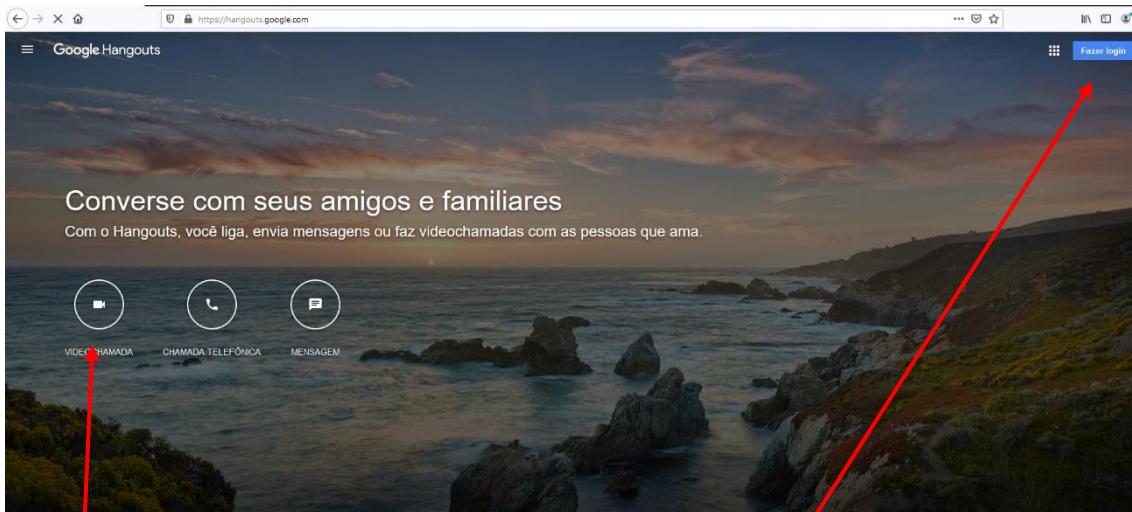 https://hangouts.google.com
Google Hangouts
Fazer login
Converse com seus amigos e familiares
Com o Hangouts, você liga, envia mensagens ou faz videochamadas com as pessoas que ama.
VIDEOCHAMADA
CHAMADA TELEFÔNICA
MENSAGEM